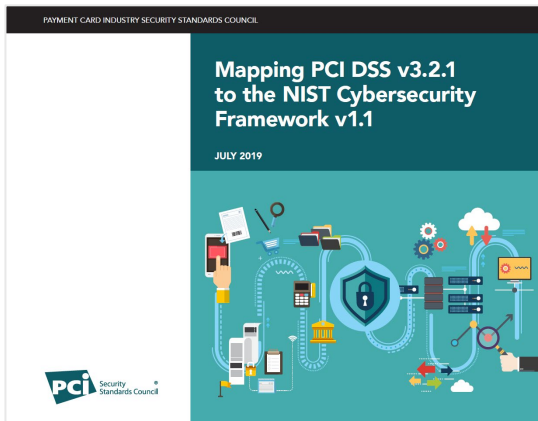 PAYMENT CARD INDUSTRY SECURITY STANDARDS COUNCIL
Mapping PCI DSS v3.2.1
to the NIST Cybersecurity
Framework v1.1
JULY 2019
PCi Security
Standards Council
®